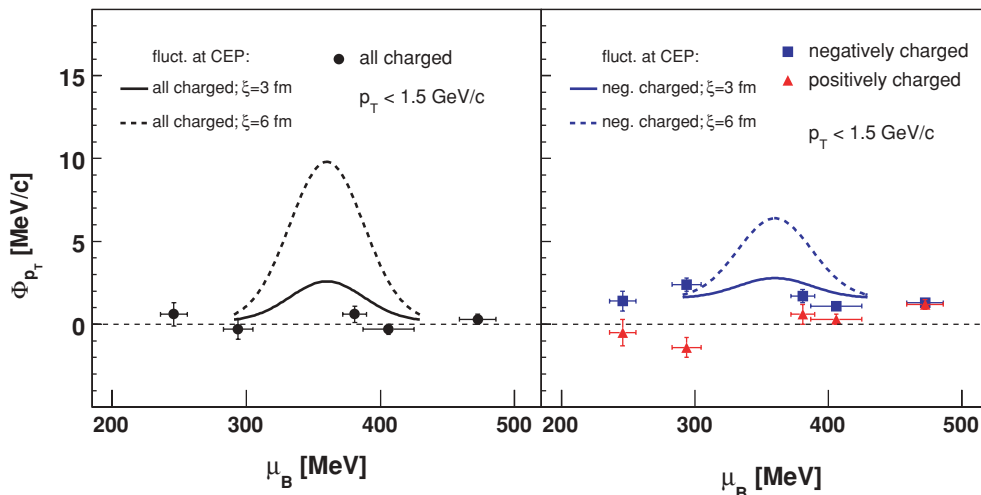 Φ_pT [MeV/c]
15
10
5
0
fluct. at CEP:
all charged; ξ=3 fm
all charged; ξ=6 fm
all charged
p_T < 1.5 GeV/c
200 300 400 500
μ_B [MeV]
fluct. at CEP:
neg. charged; ξ=3 fm
neg. charged; ξ=6 fm
negatively charged
positively charged
p_T < 1.5 GeV/c
200 300 400 500
μ_B [MeV]